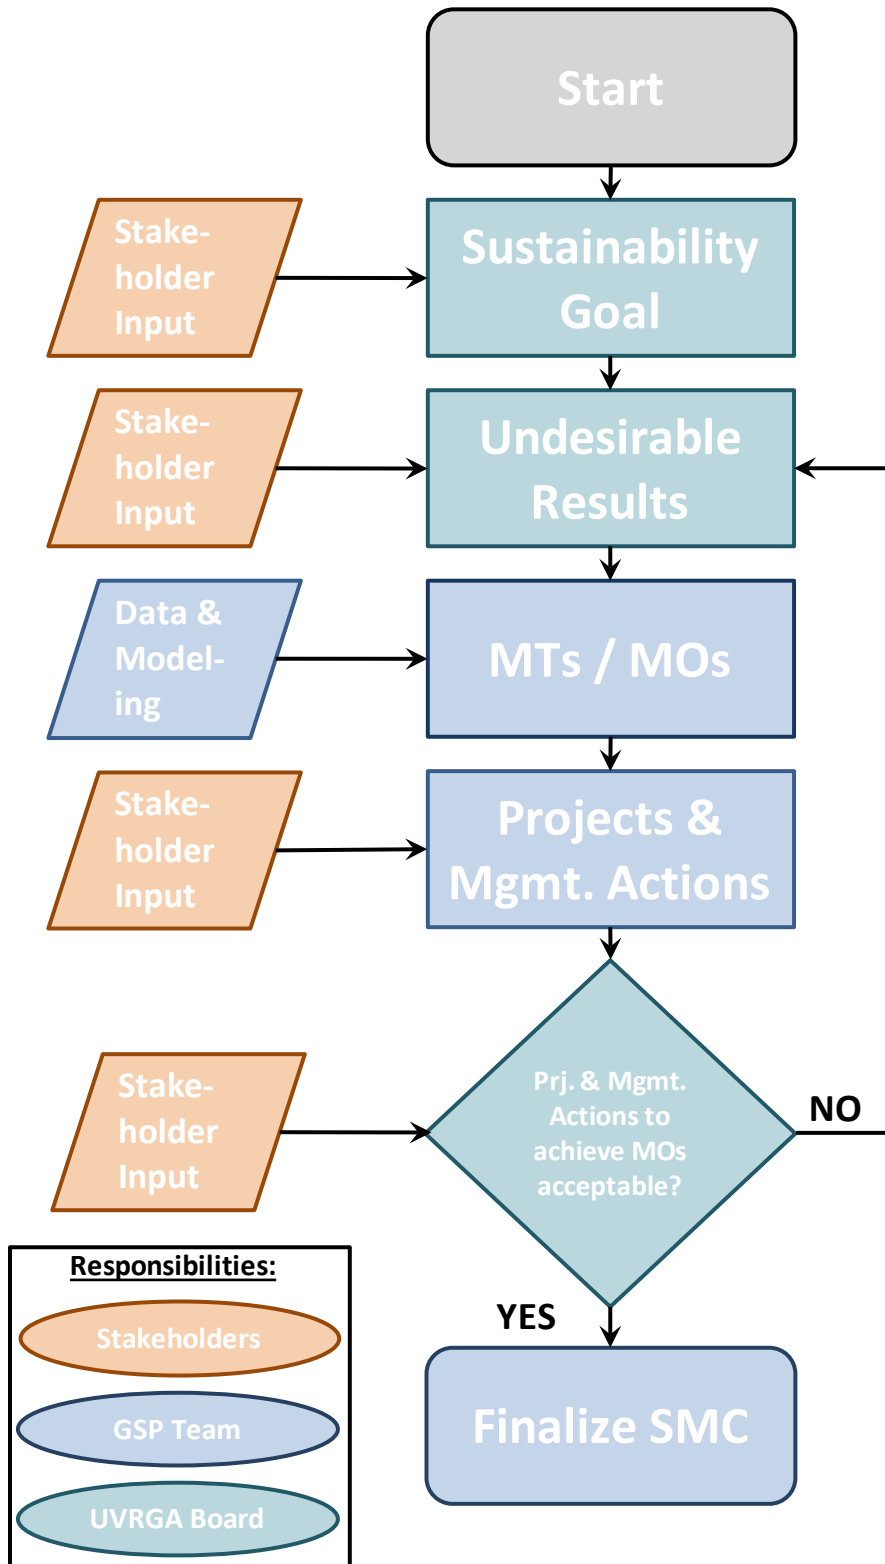 Start
Stake-
holder
Input
Sustainability
Goal
Stake-
holder
Input
Undesirable
Results
Data &
Model-
ing
MTs / MOs
Stake-
holder
Input
Projects &
Mgmt. Actions
Stake-
holder
Input
Prj. & Mgmt.
Actions to
achieve MOs
acceptable?
NO
YES
Finalize SMC
Responsibilities:
Stakeholders
GSP Team
UVRGA Board